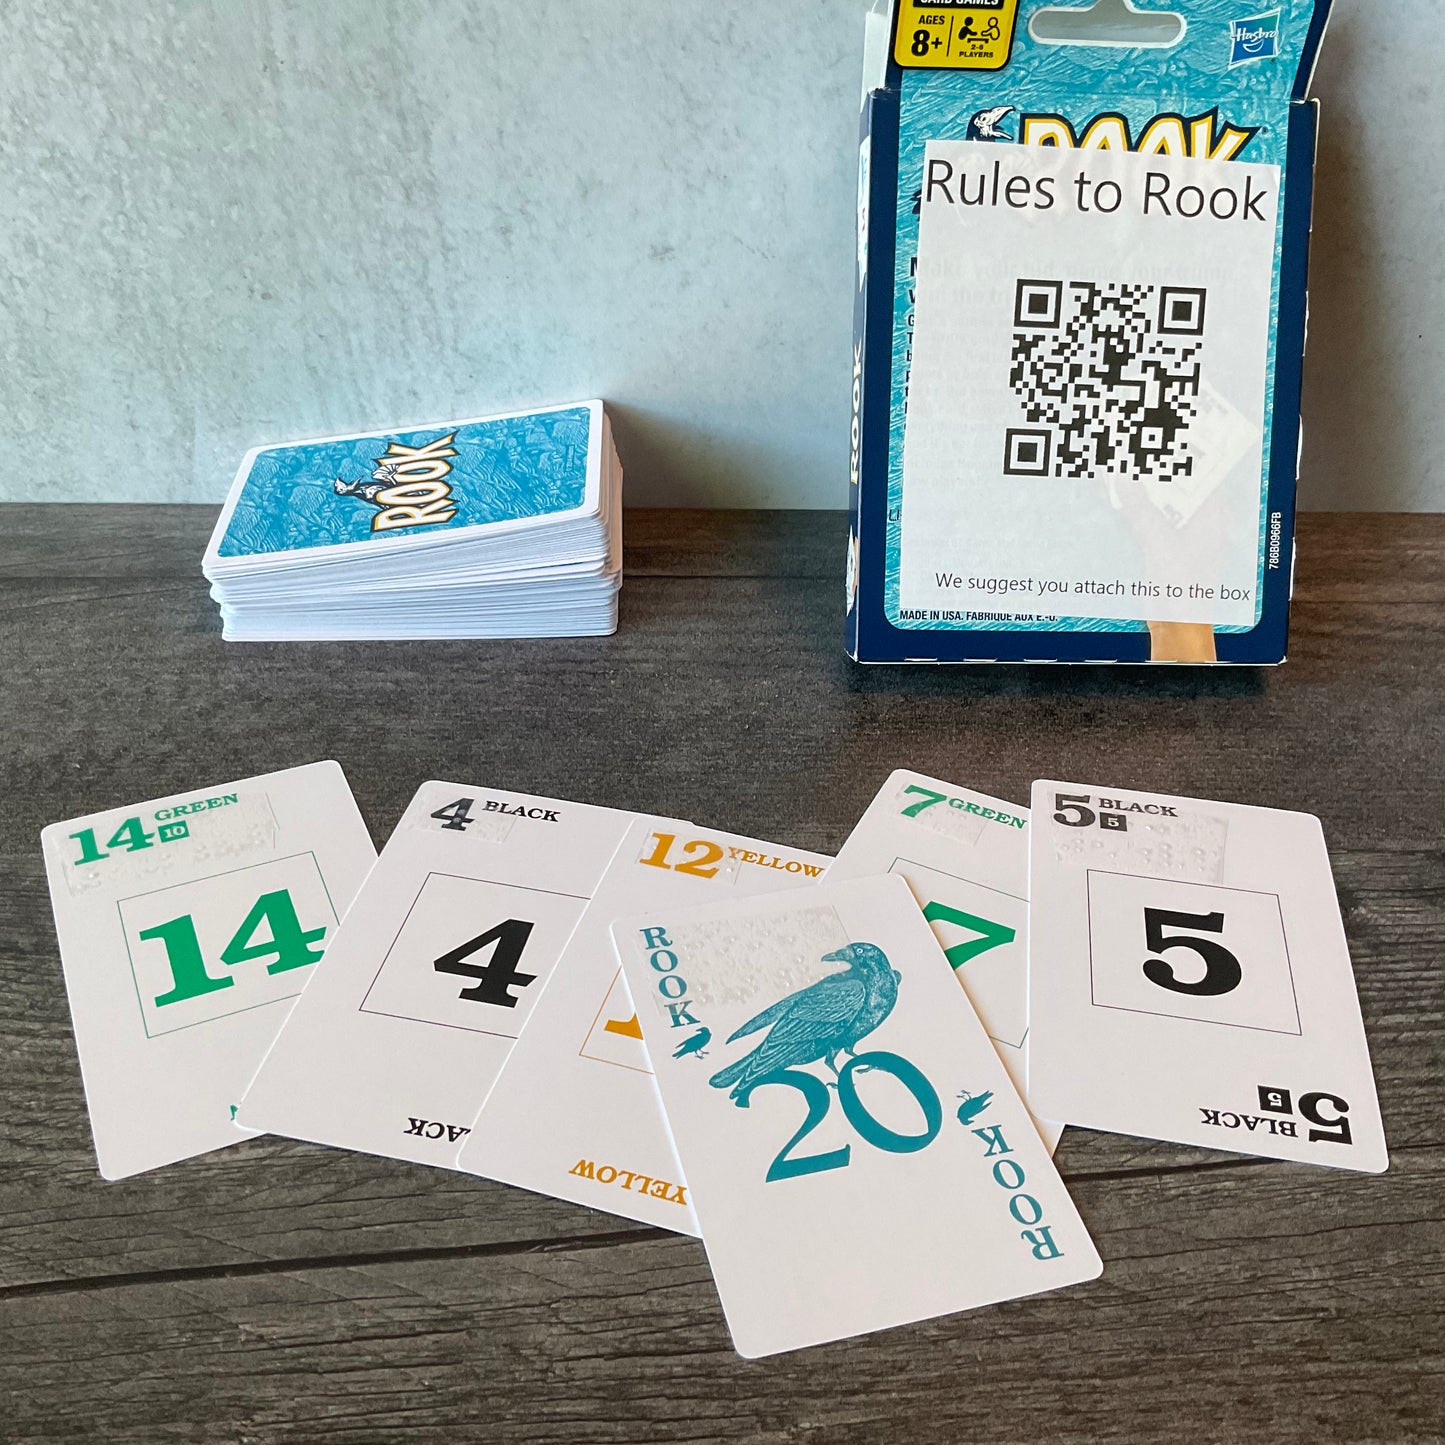 CARD GAMES
AGES
8+
2-6
PLAYERS
Hasbro
ROOK
Rules to Rook
We suggest you attach this to the box
MADE IN USA. FABRIQUÉ AUX É.-U.
786B0966FB
ROOK
ROOK
14 GREEN
10
14
4 BLACK
4
BLACK
12 YELLOW
YELLOW
ROOK
20
ROOK
7 GREEN
7
5 BLACK
5
5
5 BLACK
5